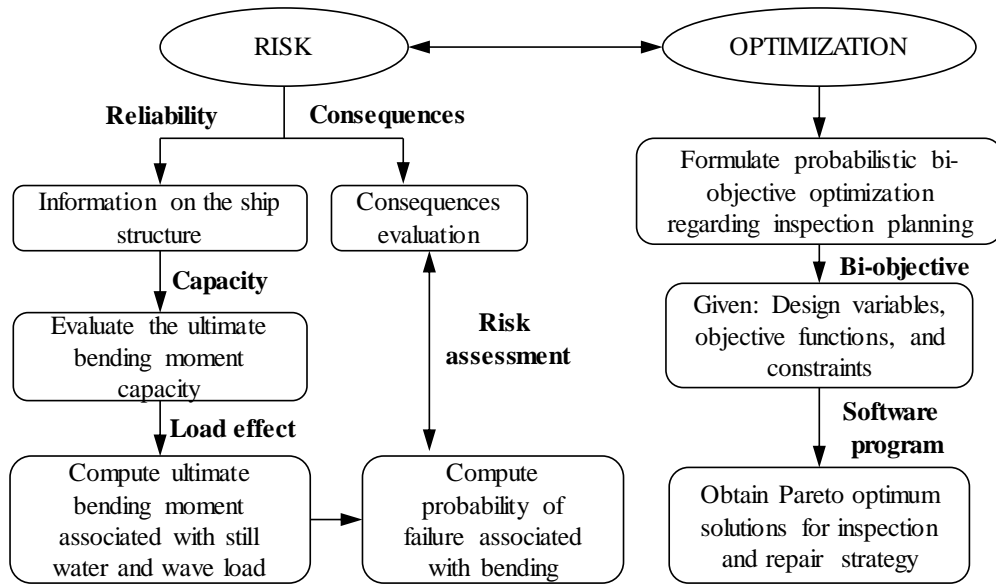 RISK
OPTIMIZATION
Reliability
Consequences
Information on the ship
structure
Consequences
evaluation
Capacity
Evaluate the ultimate
bending moment
capacity
Risk
assessment
Load effect
Compute ultimate
bending moment
associated with still
water and wave load
Compute
probability of
failure associated
with bending
Formulate probabilistic bi-
objective optimization
regarding inspection planning
Bi-objective
Given: Design variables,
objective functions, and
constraints
Software
program
Obtain Pareto optimum
solutions for inspection
and repair strategy